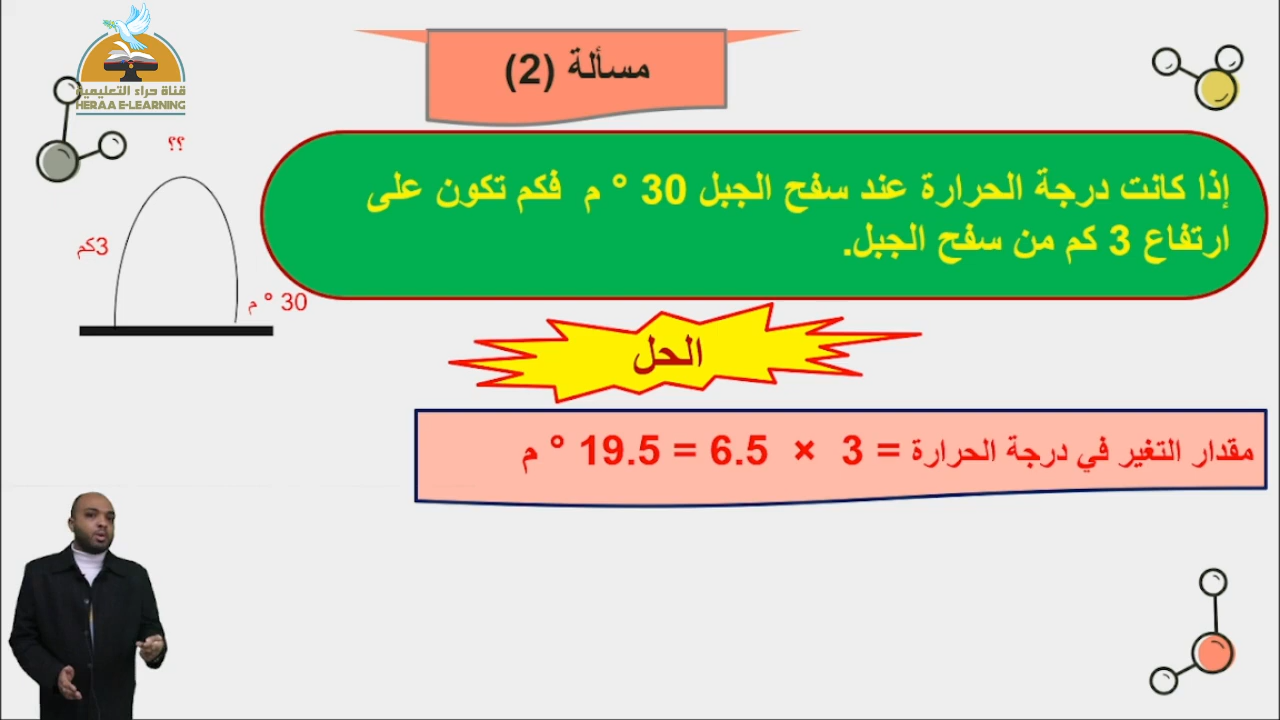 قناة حراء التعليمية
HERAA E-LEARNING
مسألة (2)
إذا كانت درجة الحرارة عند سفح الجبل 30 ° م فكم تكون على
ارتفاع 3 كم من سفح الجبل.
؟؟
3كم
30 ° م
الحل
مقدار التغير في درجة الحرارة = 3 × 6.5 = 19.5 ° م